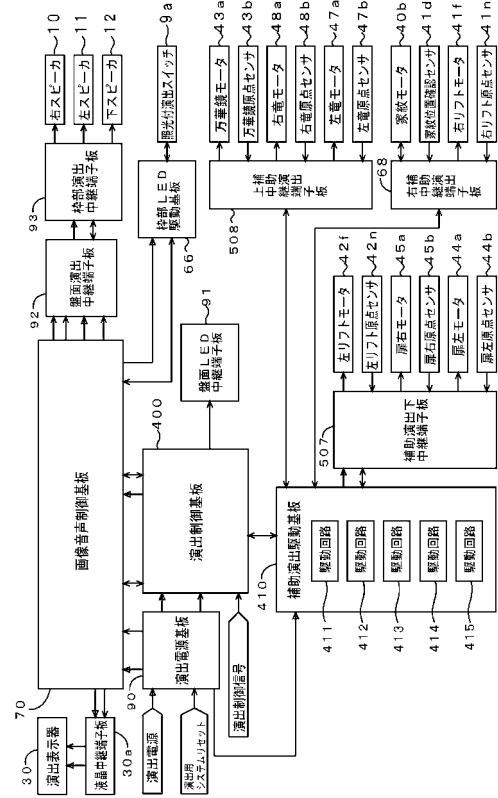 30
演出表示器
液晶中継端子板
30a
70
画像音声制御基板
92
盤面演出
中継端子板
93
枠部演出
中継端子板
右スピーカ
10
左スピーカ
11
下スピーカ
12
枠部LED
駆動基板
66
照光付演出スイッチ
9a
演出電源
演出用
システムリセット
90
演出電源基板
演出制御信号
演出制御基板
400
盤面LED
中継端子板
91
上補助演出
中継端子板
508
万華鏡モータ
43a
万華鏡原点センサ
43b
右竜モータ
48a
右竜原点センサ
48b
左竜モータ
47a
左竜原点センサ
47b
右補助演出
中継端子板
68
家紋モータ
40b
家紋位置確認センサ
41d
右リフトモータ
41f
右リフト原点センサ
41n
410
補助演出駆動基板
411
駆動回路
412
駆動回路
413
駆動回路
414
駆動回路
415
駆動回路
507
補助演出下
中継端子板
左リフトモータ
42f
左リフト原点センサ
42n
扉右モータ
45a
扉右原点センサ
45b
扉左モータ
44a
扉左原点センサ
44b